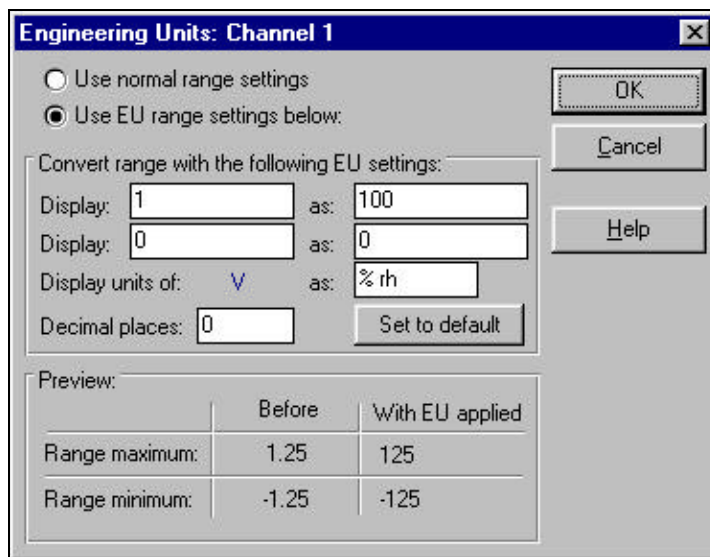 Engineering Units: Channel 1
Use normal range settings
Use EU range settings below:
OK
Cancel
Help
Convert range with the following EU settings:
Display: 1 as: 100
Display: 0 as: 0
Display units of: V as: % rh
Decimal places: 0 Set to default
Preview:
Before With EU applied
Range maximum: 1.25 125
Range minimum: -1.25 -125